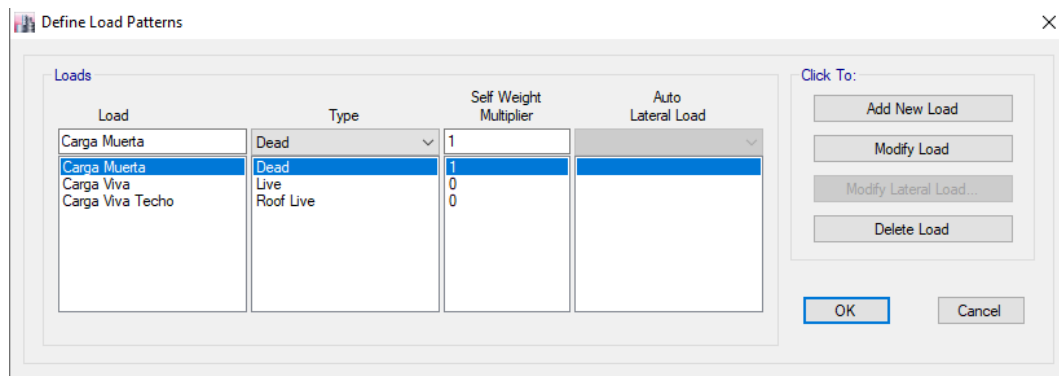 Define Load Patterns
Loads
Click To:
Load Type Self Weight Multiplier Auto Lateral Load
Carga Muerta Dead 1
Carga Muerta Dead 1
Carga Viva Live 0
Carga Viva Techo Roof Live 0
Add New Load
Modify Load
Modify Lateral Load...
Delete Load
OK Cancel